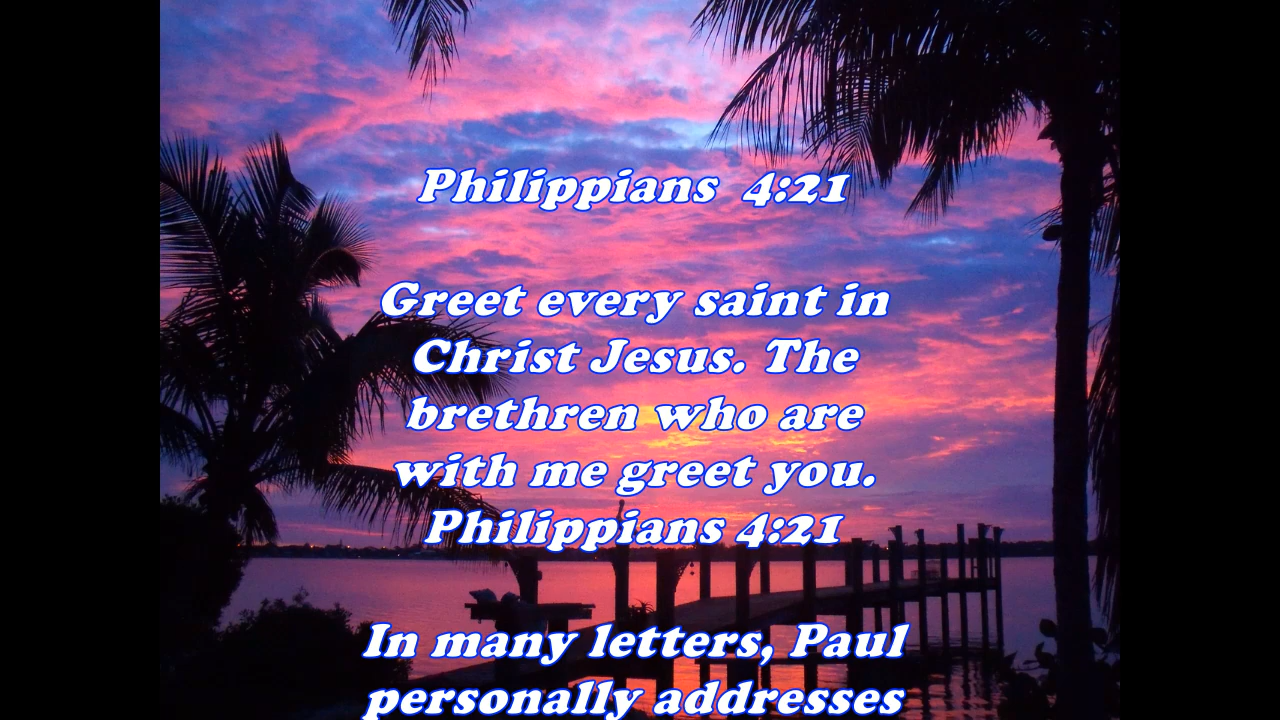 Philippians 4:21
Greet every saint in
Christ Jesus. The
brethren who are
with me greet you.
Philippians 4:21
In many letters, Paul
personally addresses